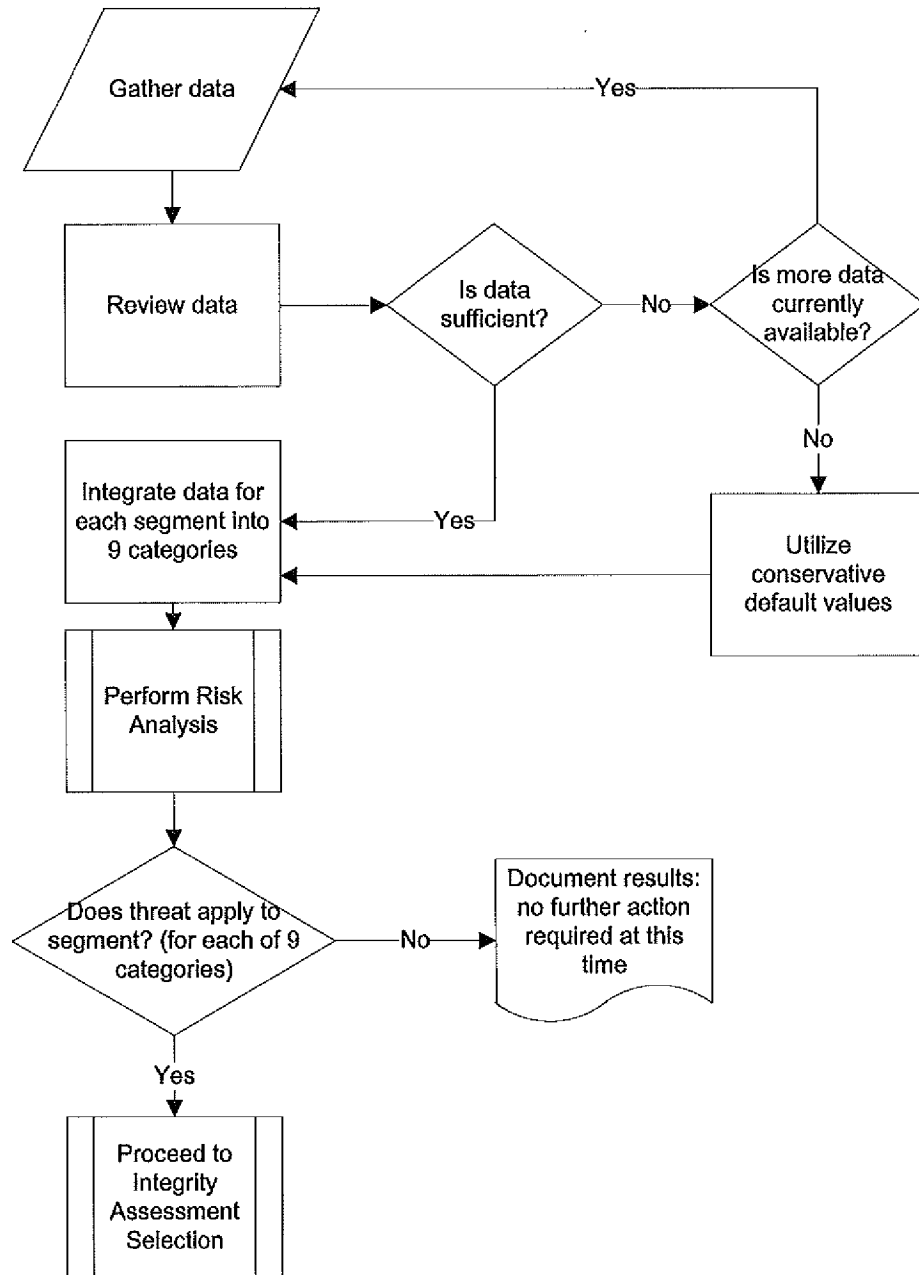 Gather data
Yes
Review data
Is data
sufficient?
No
Is more data
currently
available?
No
Integrate data for
each segment into
9 categories
Yes
Utilize
conservative
default values
Perform Risk
Analysis
Does threat apply to
segment? (for each of 9
categories)
No
Document results:
no further action
required at this
time
Yes
Proceed to
Integrity
Assessment
Selection